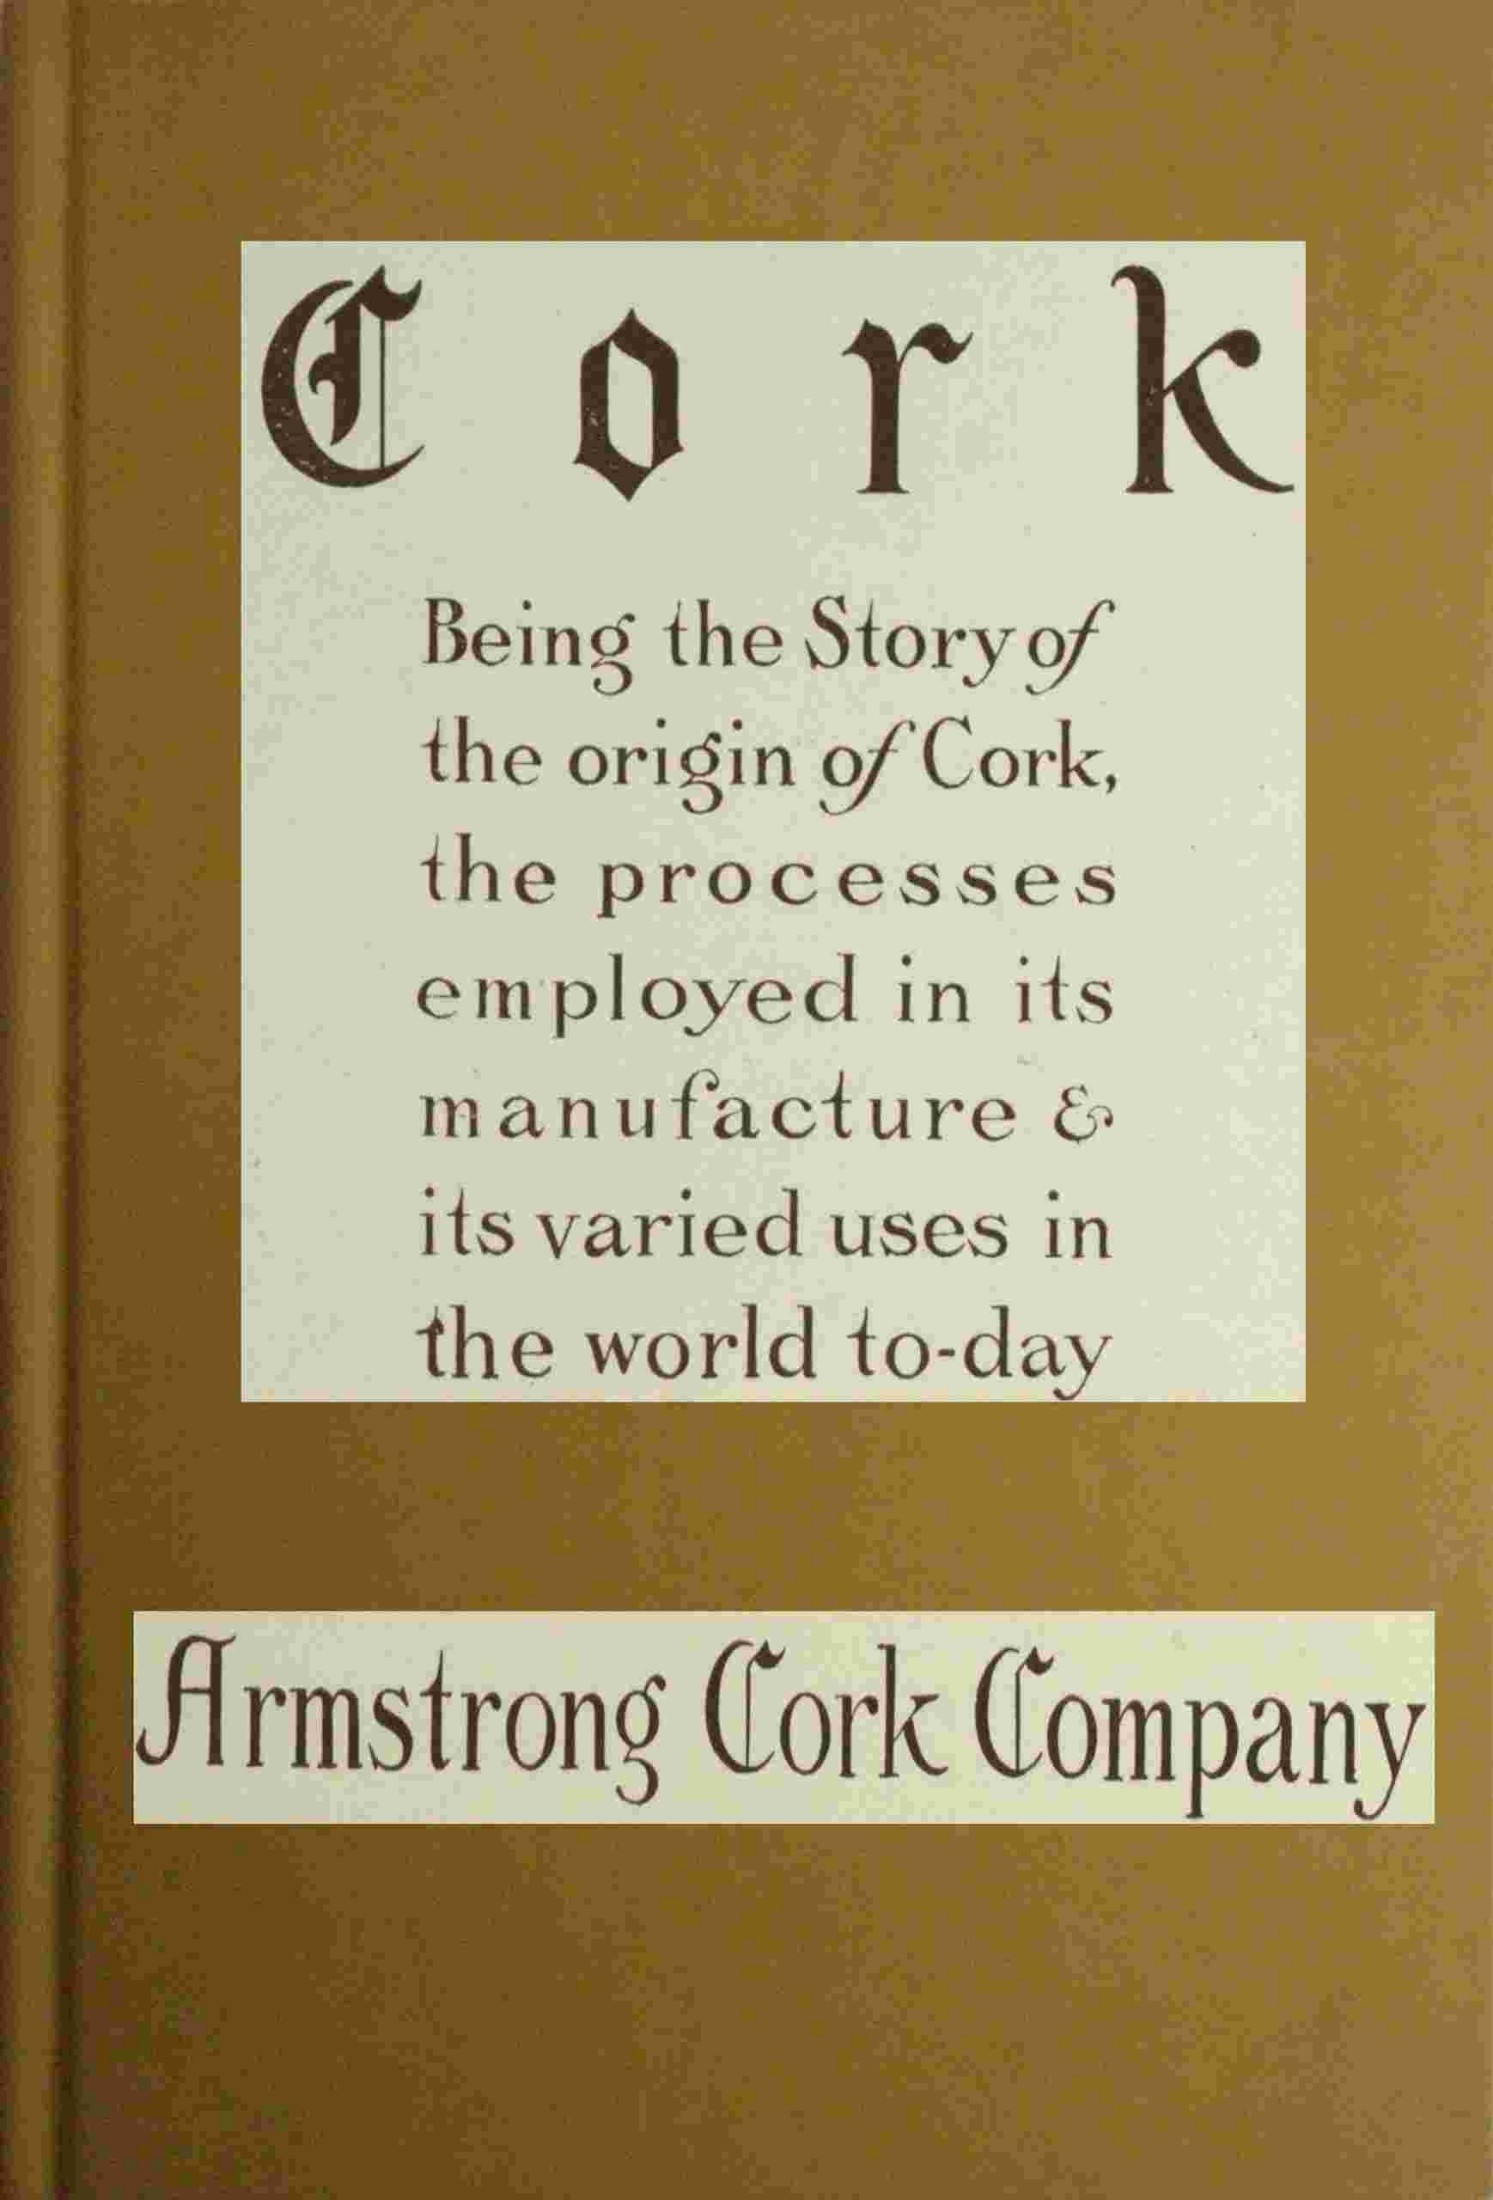 Cork
Being the Story of
the origin of Cork,
the processes
employed in its
manufacture &
its varied uses in
the world to-day
Armstrong Cork Company